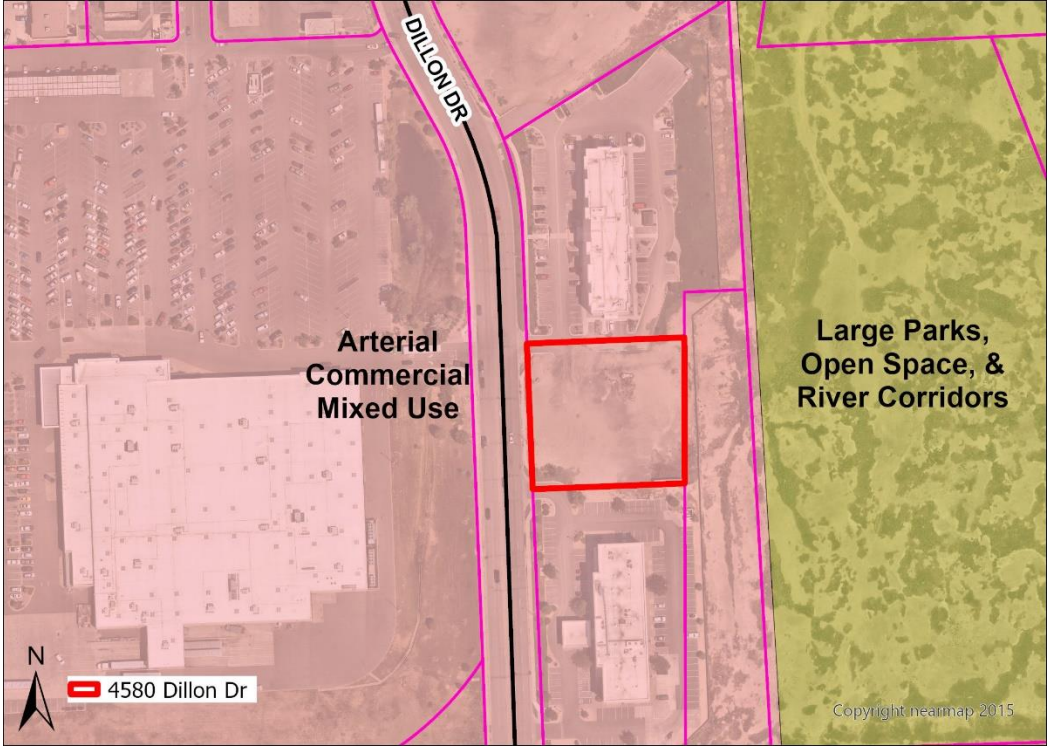 DILLON DR
Arterial
Commercial
Mixed Use
Large Parks,
Open Space, &
River Corridors
N
4580 Dillon Dr
Copyright nearmap 2015